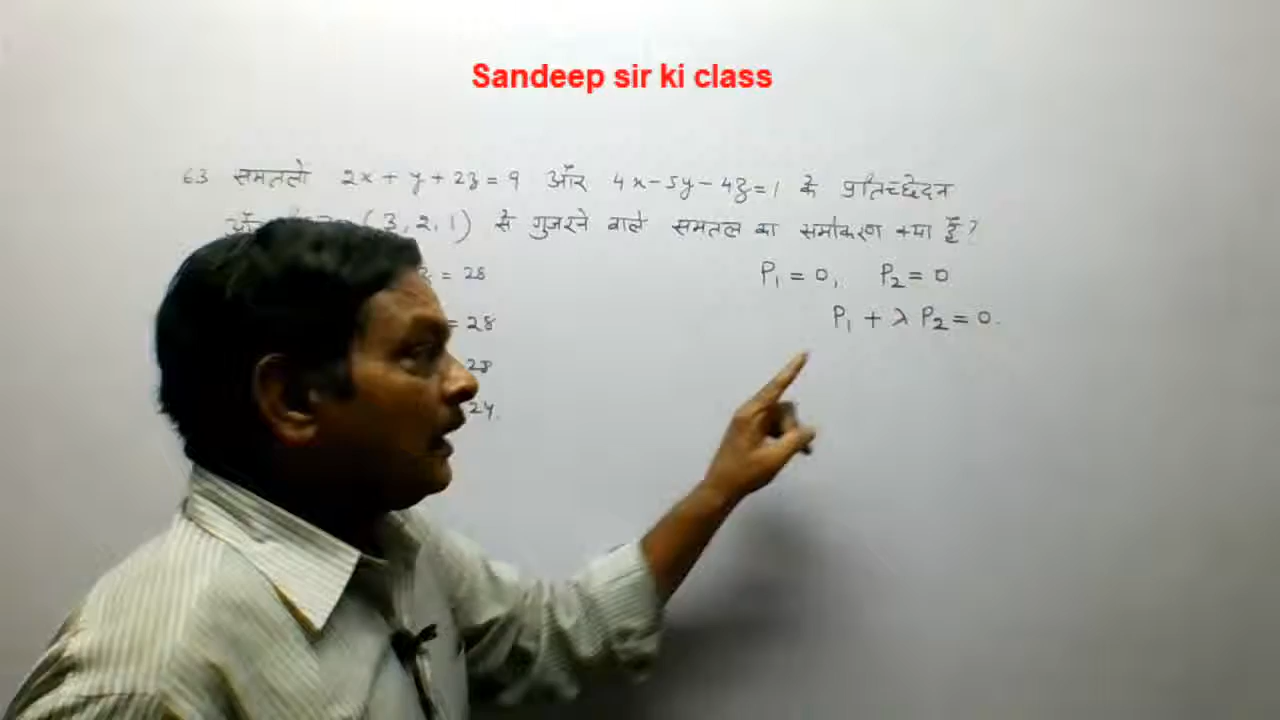 Sandeep sir ki class
63 समतलो 2x + y + 2z = 9 और 4x - 5y - 4z = 1 के प्रतिच्छेदन
और (3, 2, 1) से गुजरने वाले समतल का समीकरण क्या है?
= 28 P₁ = 0, P₂ = 0
= 28 P₁ + λ P₂ = 0.
28
24.